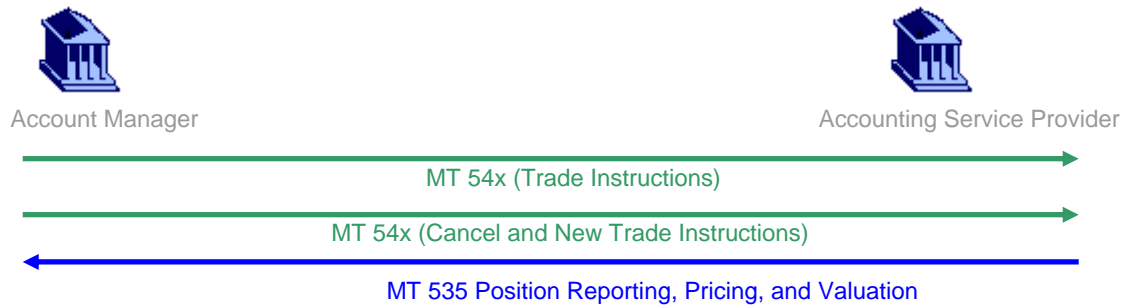 Account Manager
Accounting Service Provider
MT 54x (Trade Instructions)
MT 54x (Cancel and New Trade Instructions)
MT 535 Position Reporting, Pricing, and Valuation